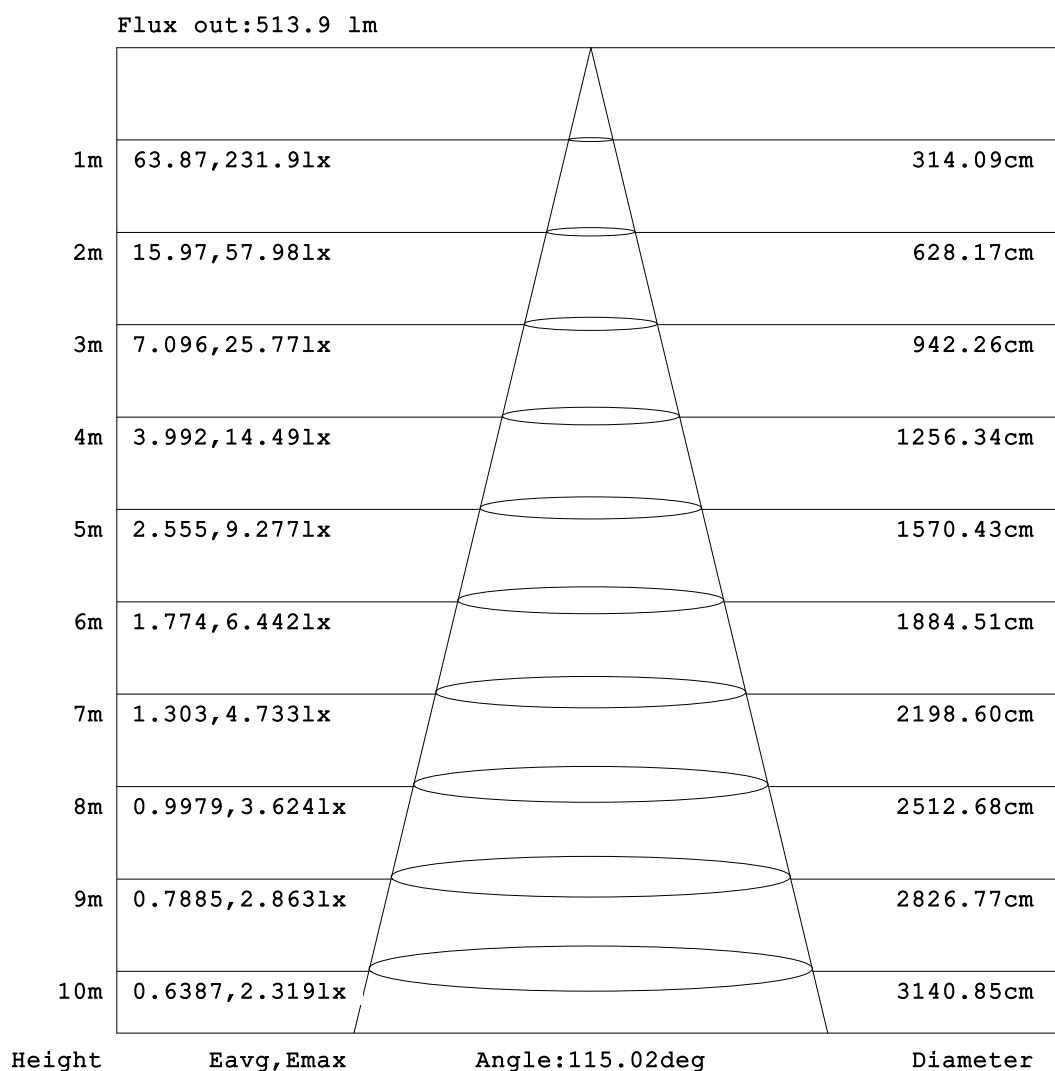 Flux out:513.9 lm
1m 63.87,231.9lx 314.09cm
2m 15.97,57.98lx 628.17cm
3m 7.096,25.77lx 942.26cm
4m 3.992,14.49lx 1256.34cm
5m 2.555,9.277lx 1570.43cm
6m 1.774,6.442lx 1884.51cm
7m 1.303,4.733lx 2198.60cm
8m 0.9979,3.624lx 2512.68cm
9m 0.7885,2.863lx 2826.77cm
10m 0.6387,2.319lx 3140.85cm
Height Eavg,Emax Angle:115.02deg Diameter